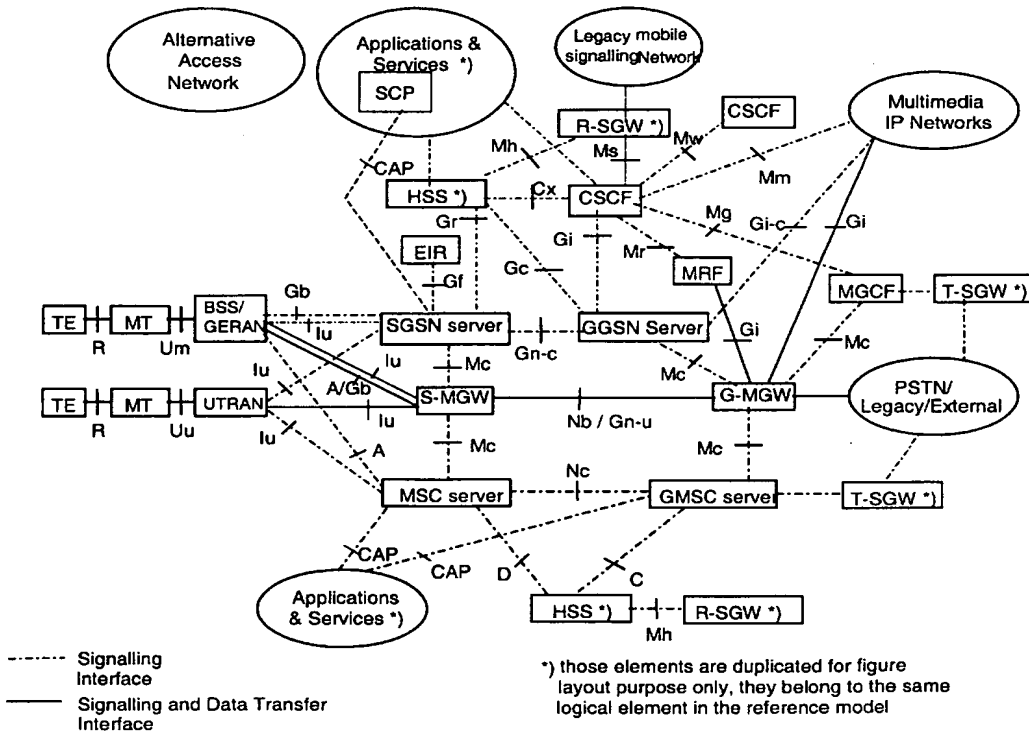 Alternative
Access
Network
Applications &
Services *)
SCP
Legacy mobile
signalling Network
R-SGW *)
CSCF
Multimedia
IP Networks
CAP
Mh
Ms
Mw
Mm
HSS *)
Cx
CSCF
Gr
Gi
Mg
Gi-c
Gi
EIR
Gf
Gc
Mr
MRF
MGCF
T-SGW *)
TE
R
MT
Um
BSS/
GERAN
Gb
Iu
SGSN server
Gn-c
GGSN Server
Gi
Mc
Iu
Iu
A/Gb
Mc
Mc
TE
R
MT
Uu
UTRAN
Iu
S-MGW
Nb / Gn-u
G-MGW
PSTN/
Legacy/External
Iu
A
Mc
Mc
MSC server
Nc
GMSC server
T-SGW *)
CAP
CAP
D
C
Applications
& Services *)
HSS *)
Mh
R-SGW *)
Signalling
Interface
Signalling and Data Transfer
Interface
*) those elements are duplicated for figure
layout purpose only, they belong to the same
logical element in the reference model